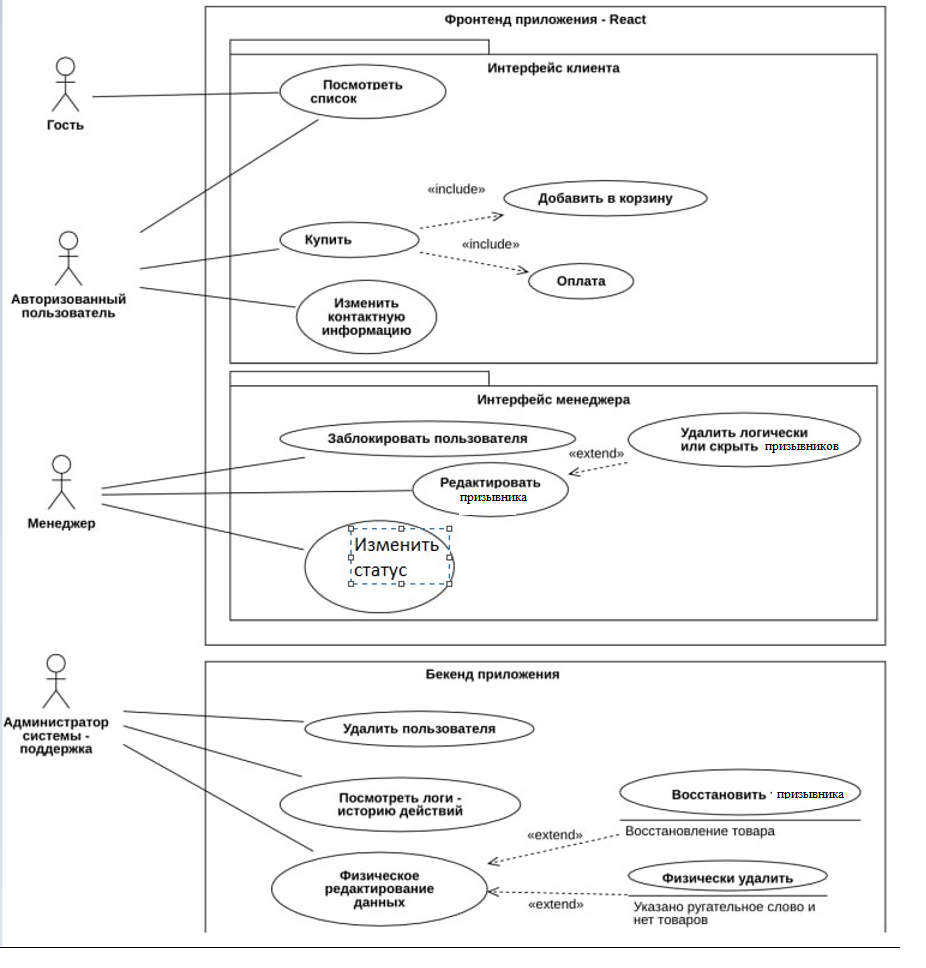 Фронтенд приложения - React
Интерфейс клиента
Посмотреть
список
Гость
«include»
Добавить в корзину
Купить
«include»
Оплата
Авторизованный
пользователь
Изменить
контактную
информацию
Интерфейс менеджера
Заблокировать пользователя
Удалить логически
или скрыть призывников
«extend»
Редактировать
призывника
Менеджер
Изменить
статус
Бекенд приложения
Администратор
системы -
поддержка
Удалить пользователя
Посмотреть логи -
историю действий
Восстановить призывника
«extend»
Восстановление товара
Физическое
редактирование
данных
Физически удалить
«extend»
Указано ругательное слово и
нет товаров